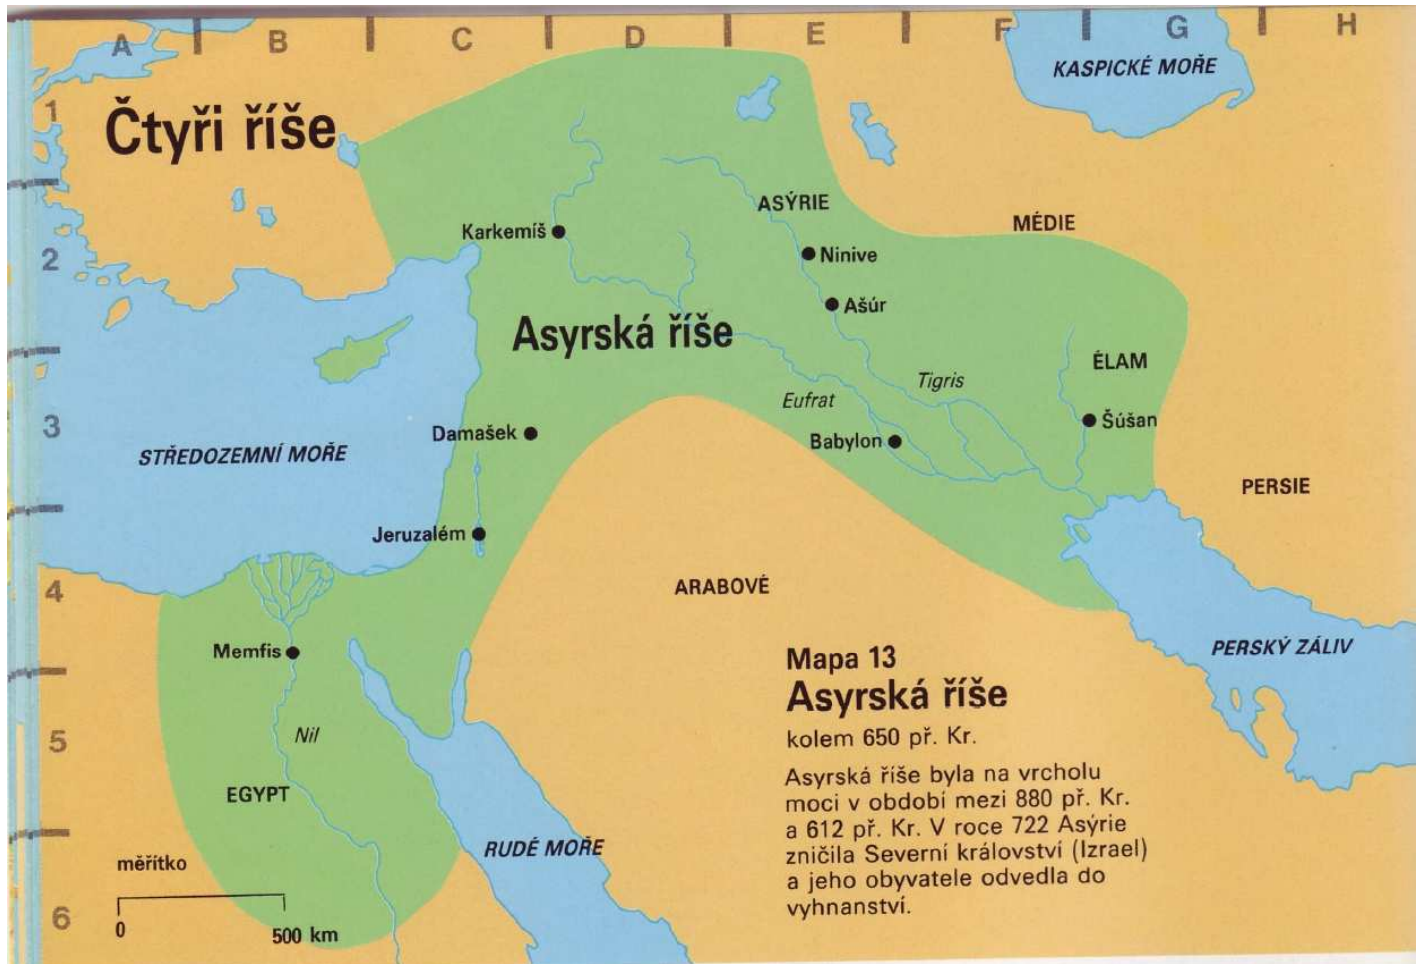 A B C D E F G H
1
2
3
4
5
6
Čtyři říše
KASPICKÉ MOŘE
ASÝRIE
MÉDIE
Karkemíš
Ninive
Ašúr
Asyrská říše
ÉLAM
Tigris
Eufrat
Šúšan
Damašek
Babylon
STŘEDOZEMNÍ MOŘE
PERSIE
Jeruzalém
ARABOVÉ
Memfis
PERSKÝ ZÁLIV
Nil
EGYPT
RUDÉ MOŘE
měřítko
0 500 km
Mapa 13
Asyrská říše
kolem 650 př. Kr.
Asyrská říše byla na vrcholu
moci v období mezi 880 př. Kr.
a 612 př. Kr. V roce 722 Asýrie
zničila Severní království (Izrael)
a jeho obyvatele odvedla do
vyhnanství.